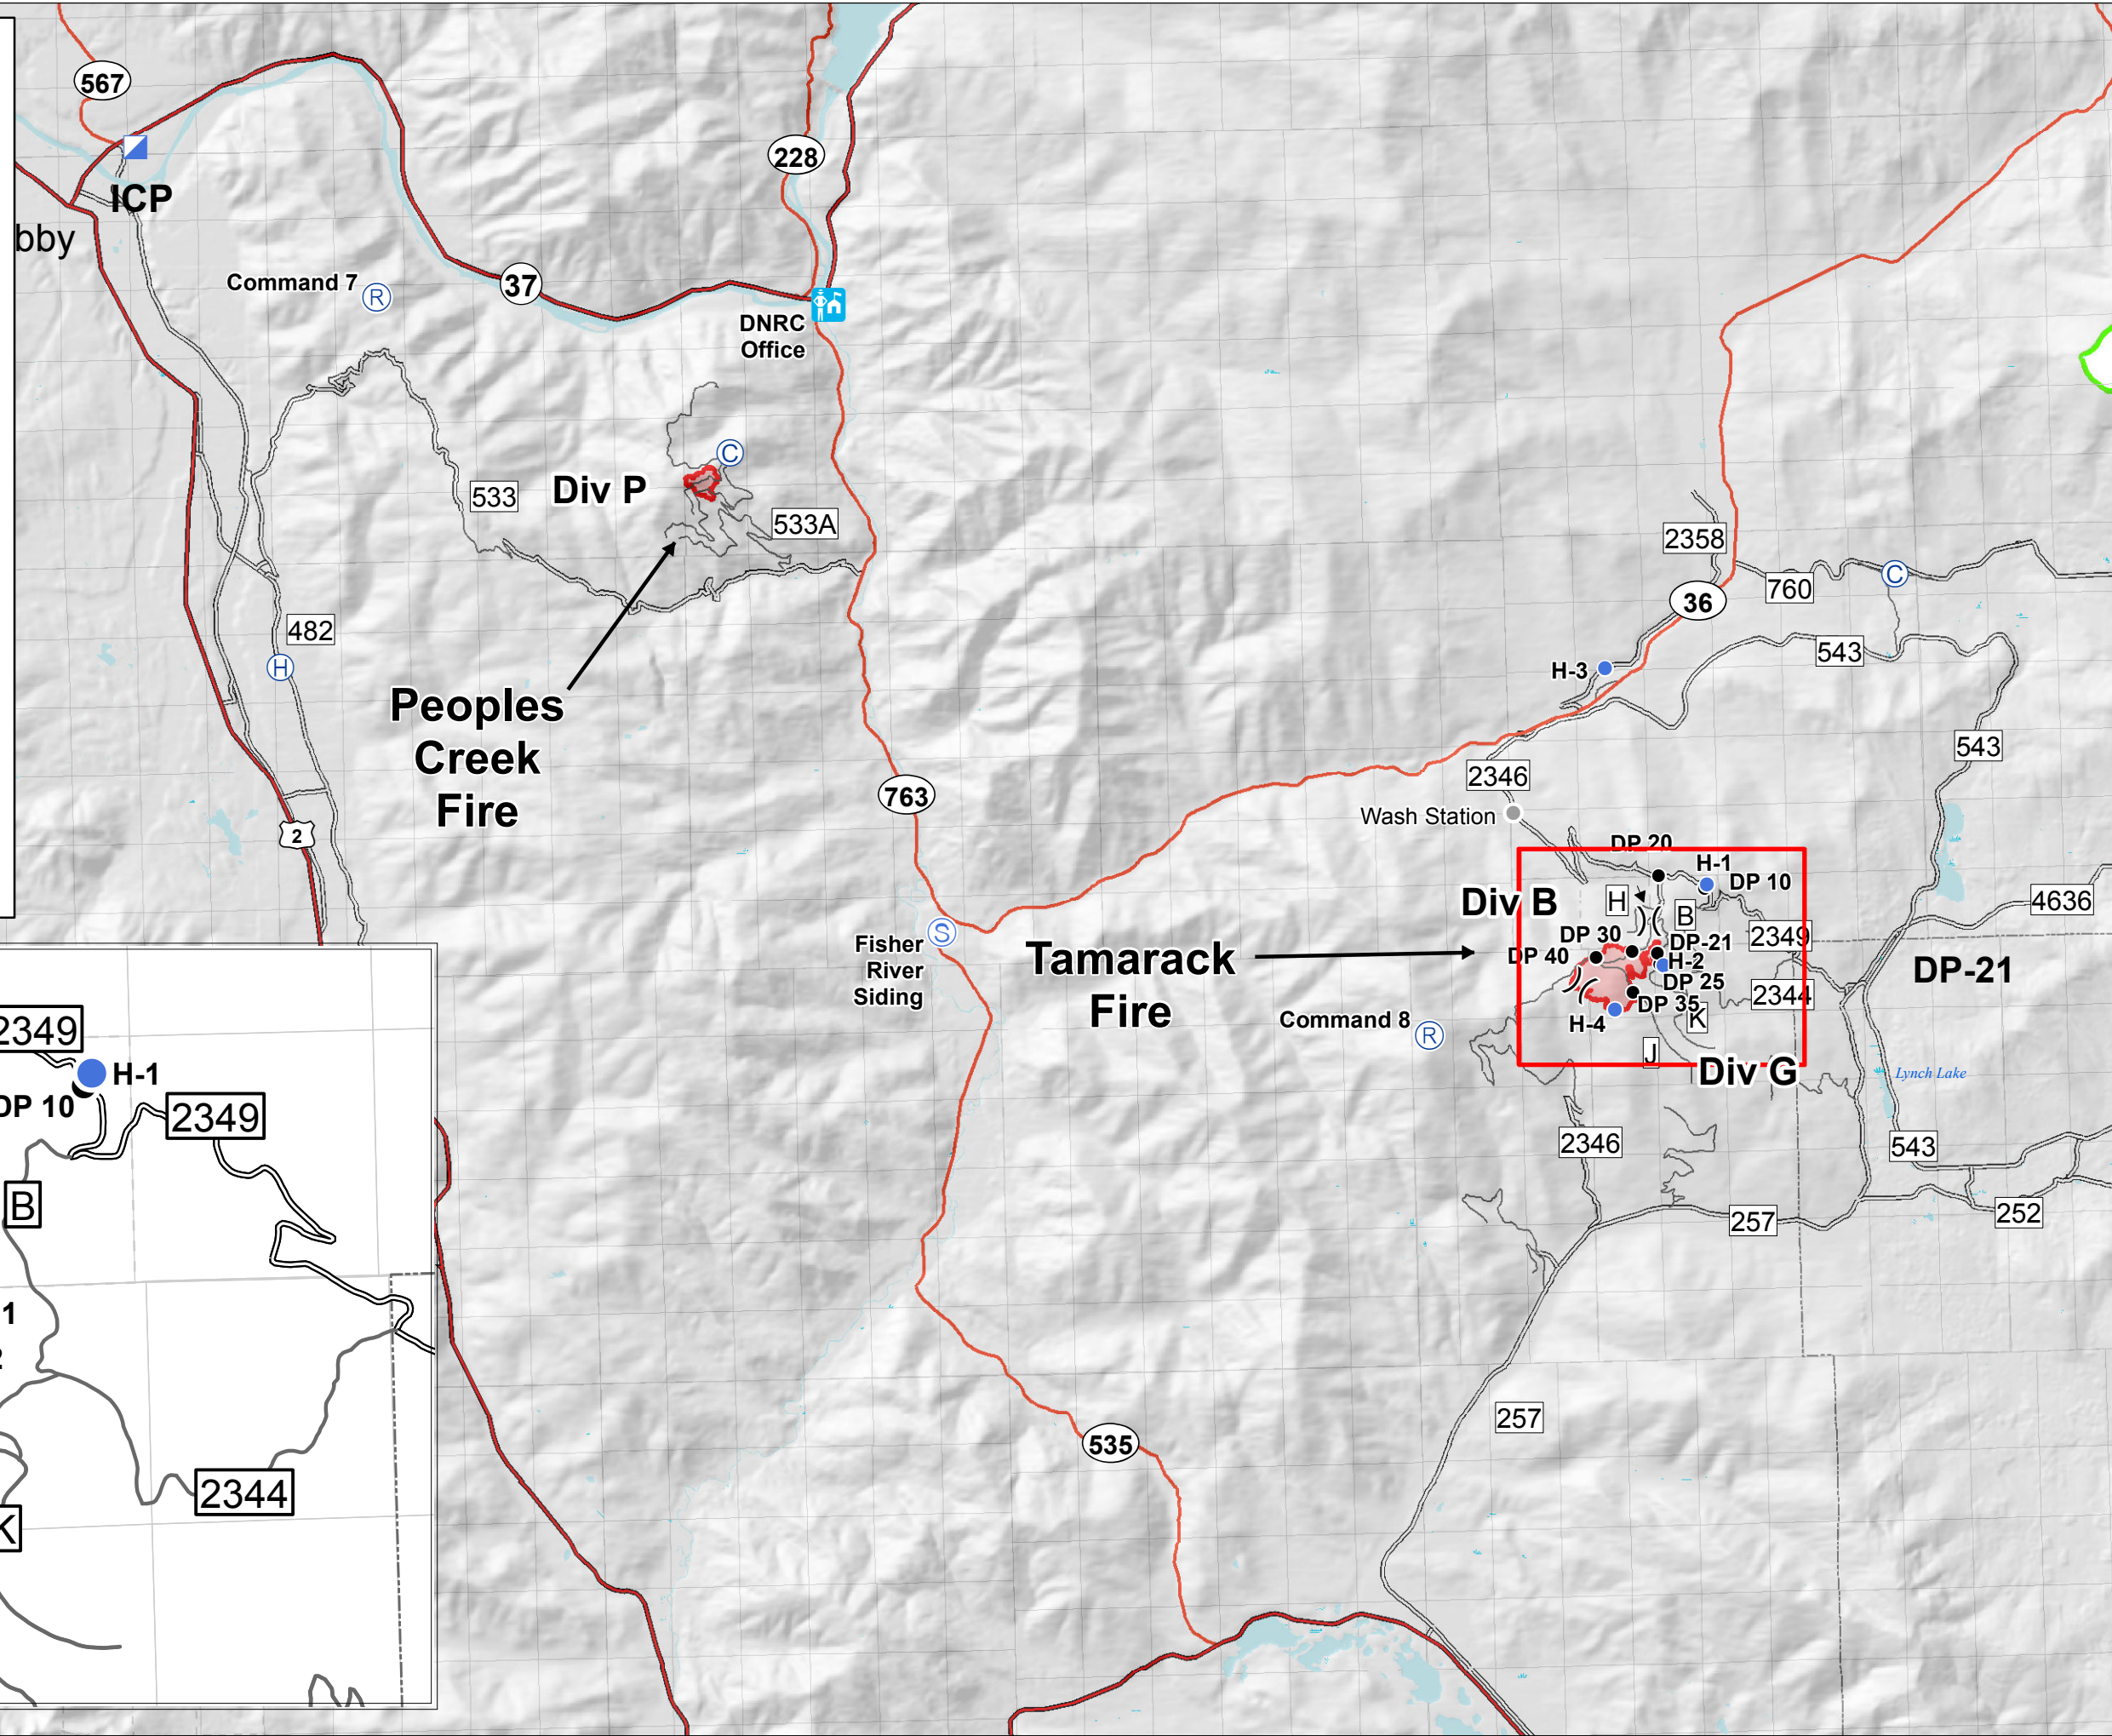 567
228
ICP
bby
Command 7
R
37
DNRC
Office
C
Div P
533
533A
2358
C
760
36
482
H
H-3
543
Peoples
Creek
Fire
543
763
2346
2
Wash Station
DP 20
H-1
DP 10
Div B
H
B
4636
Fisher
River
Siding
S
Tamarack
Fire
DP 30
DP-21
2349
DP 40
H-2
DP-21
DP 25
2344
DP 35
Command 8
R
H-4
K
J
Div G
Lynch Lake
2346
543
257
252
257
535
2349
H-1
DP 10
2349
B
1
2
2344
K